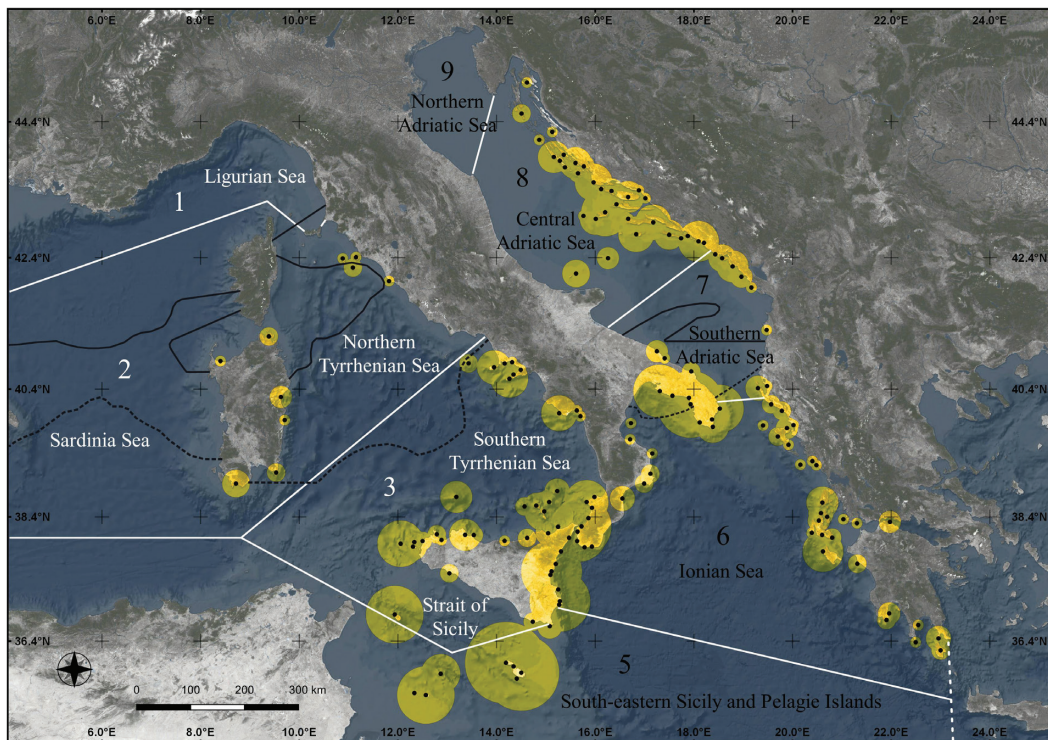 6.0°E 8.0°E 10.0°E 12.0°E 14.0°E 16.0°E 18.0°E 20.0°E 22.0°E 24.0°E
9
Northern
Adriatic Sea
44.4°N 44.4°N
Ligurian Sea
1
8
Central
Adriatic Sea
42.4°N 42.4°N
7
Southern
Adriatic Sea
Northern
Tyrrhenian Sea
2
40.4°N 40.4°N
Sardinia Sea
Southern
Tyrrhenian Sea
3
38.4°N 38.4°N
6
Ionian Sea
Strait of
Sicily
36.4°N 36.4°N
5
South-eastern Sicily and Pelagie Islands
0 100 200 300 km
6.0°E 8.0°E 10.0°E 12.0°E 14.0°E 16.0°E 18.0°E 20.0°E 22.0°E 24.0°E